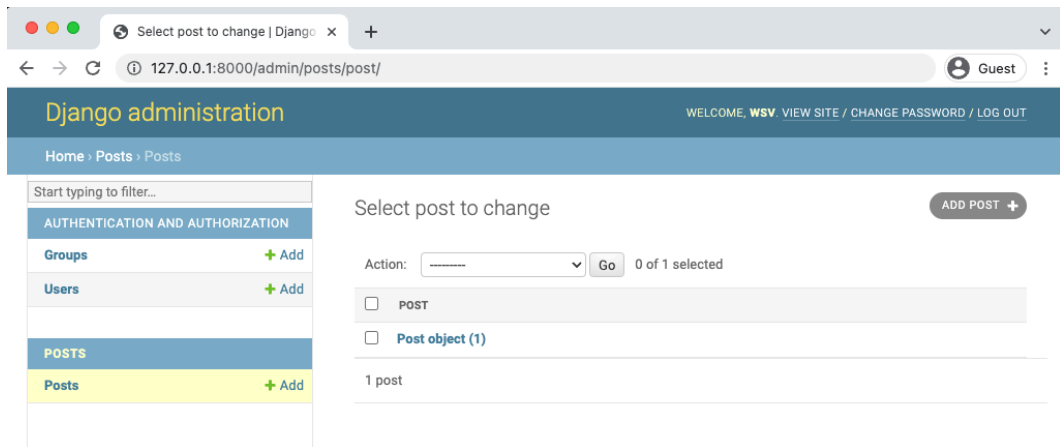 Select post to change | Django
127.0.0.1:8000/admin/posts/post/
Guest
Django administration
WELCOME, WSV. VIEW SITE / CHANGE PASSWORD / LOG OUT
Home › Posts › Posts
Start typing to filter...
AUTHENTICATION AND AUTHORIZATION
Groups + Add
Users + Add
POSTS
Posts + Add
Select post to change
ADD POST +
Action: --------- Go 0 of 1 selected
POST
Post object (1)
1 post